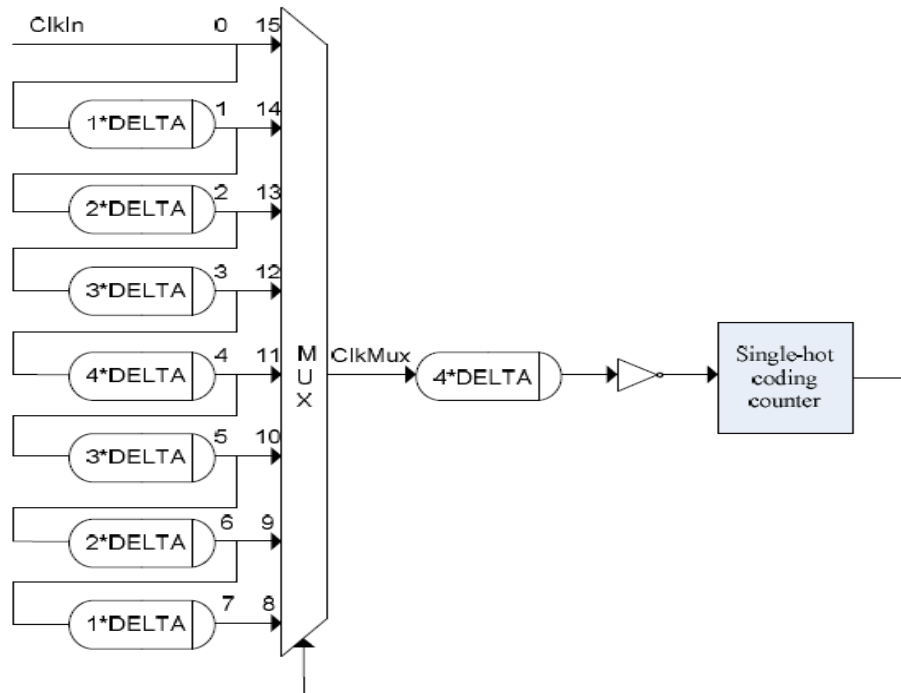 ClkIn 0 15
1*DELTA 1 14
2*DELTA 2 13
3*DELTA 3 12
4*DELTA 4 11
3*DELTA 5 10
2*DELTA 6 9
1*DELTA 7 8
M
U
X
ClkMux
4*DELTA
Single-hot
coding
counter